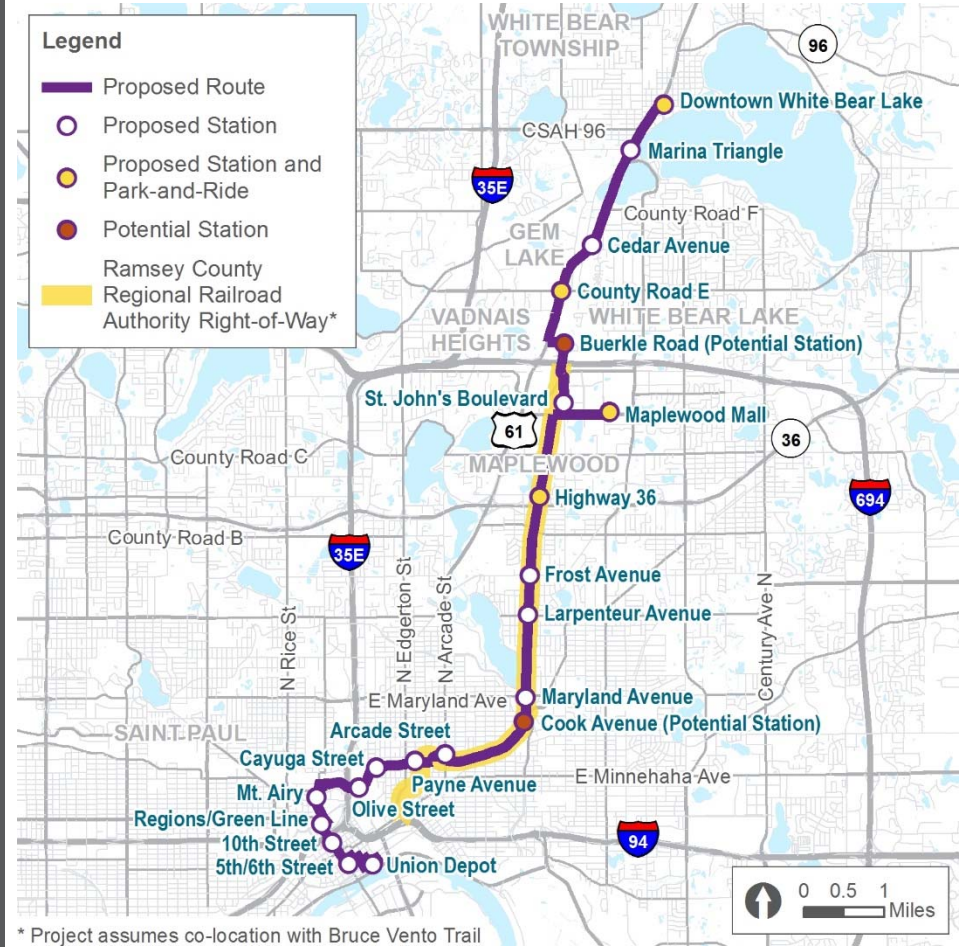 Legend
Proposed Route
Proposed Station
Proposed Station and
Park-and-Ride
Potential Station
Ramsey County
Regional Railroad
Authority Right-of-Way*
WHITE BEAR
TOWNSHIP
96
Downtown White Bear Lake
CSAH 96
Marina Triangle
35E
County Road F
GEM
LAKE
Cedar Avenue
County Road E
VADNAIS
HEIGHTS
WHITE BEAR LAKE
Buerkle Road (Potential Station)
St. John's Boulevard
Maplewood Mall
61
36
County Road C
MAPLEWOOD
Highway 36
694
County Road B
35E
Frost Avenue
Larpenteur Avenue
N Rice St
N Edgerton St
N Arcade St
Century Ave N
E Maryland Ave
Maryland Avenue
Cook Avenue (Potential Station)
SAINT PAUL
Arcade Street
Cayuga Street
Payne Avenue
E Minnehaha Ave
Mt. Airy
Olive Street
Regions/Green Line
10th Street
5th/6th Street
Union Depot
94
0 0.5 1
Miles
* Project assumes co-location with Bruce Vento Trail